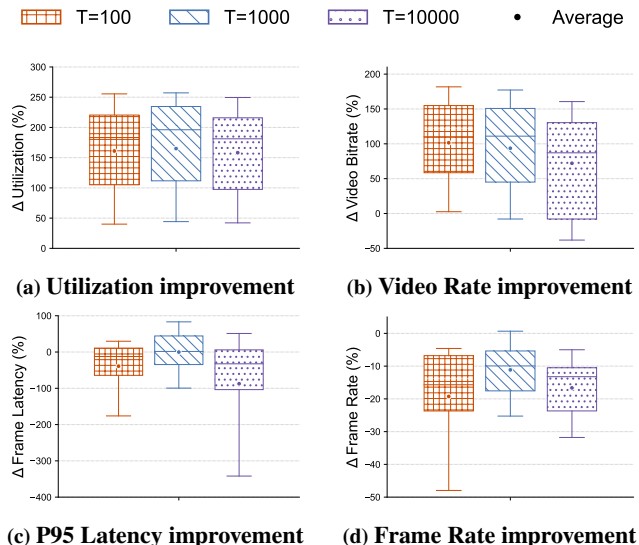 T=100 T=1000 T=10000 Average
300
250
200
150
100
50
0
Δ Utilization (%)
(a) Utilization improvement
200
150
100
50
0
−50
Δ Video Bitrate (%)
(b) Video Rate improvement
100
0
−100
−200
−300
−400
Δ Frame Latency (%)
(c) P95 Latency improvement
0
−10
−20
−30
−40
−50
Δ Frame Rate (%)
(d) Frame Rate improvement